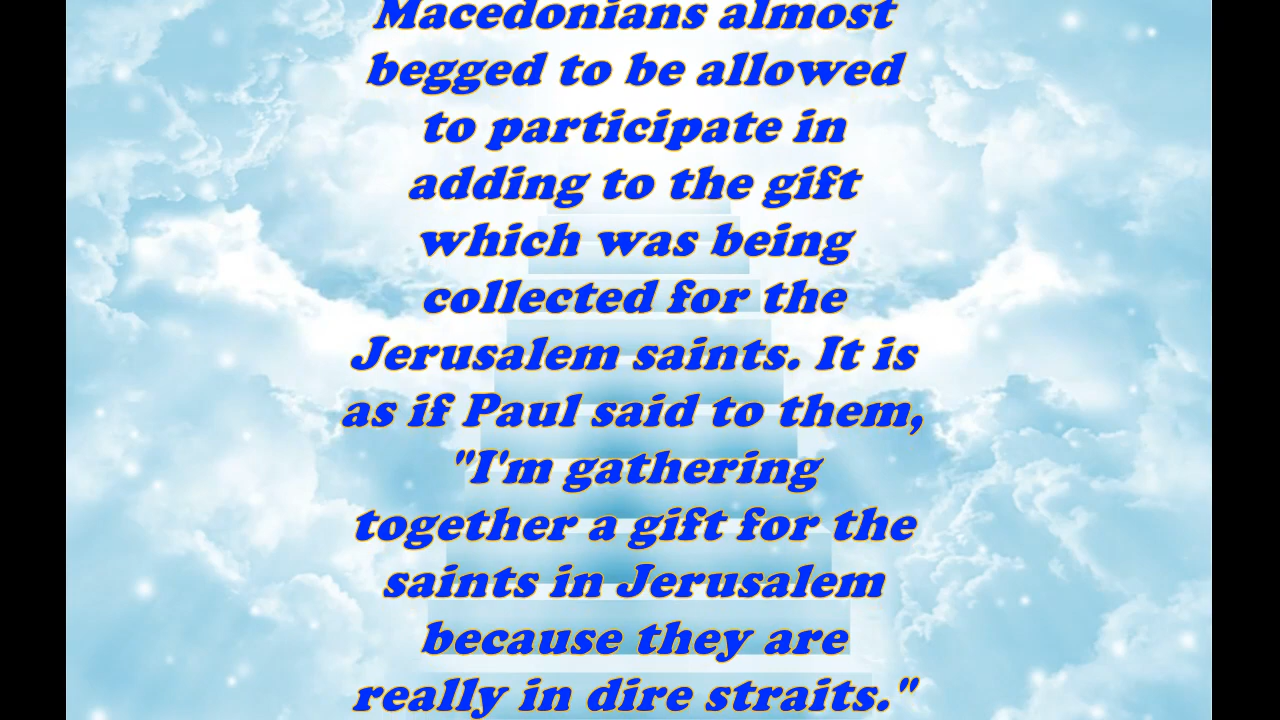 Macedonians almost
begged to be allowed
to participate in
adding to the gift
which was being
collected for the
Jerusalem saints. It is
as if Paul said to them,
"I'm gathering
together a gift for the
saints in Jerusalem
because they are
really in dire straits."